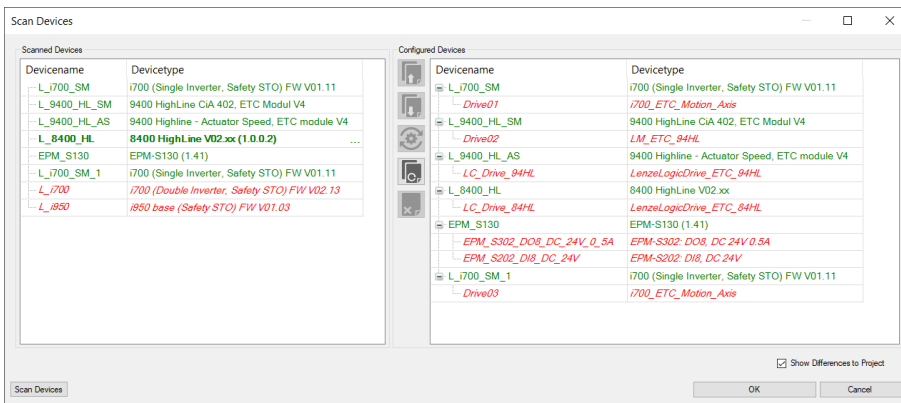 Scan Devices
Scanned Devices
Devicename Devicetype
L_i700_SM i700 (Single Inverter, Safety STO) FW V01.11
L_9400_HL_SM 9400 HighLine CiA 402, ETC Modul V4
L_9400_HL_AS 9400 Highline - Actuator Speed, ETC module V4
L_8400_HL 8400 HighLine V02.xx (1.0.0.2) ...
EPM_S130 EPM-S130 (1.41)
L_i700_SM_1 i700 (Single Inverter, Safety STO) FW V01.11
L_i700 i700 (Double Inverter, Safety STO) FW V02.13
L_i950 i950 base (Safety STO) FW V01.03
Configured Devices
Devicename Devicetype
L_i700_SM i700 (Single Inverter, Safety STO) FW V01.11
Drive01 i700_ETC_Motion_Axis
L_9400_HL_SM 9400 HighLine CiA 402, ETC Modul V4
Drive02 LM_ETC_94HL
L_9400_HL_AS 9400 Highline - Actuator Speed, ETC module V4
LC_Drive_94HL LenzeLogicDrive_ETC_94HL
L_8400_HL 8400 HighLine V02.xx
LC_Drive_84HL LenzeLogicDrive_ETC_84HL
EPM_S130 EPM-S130 (1.41)
EPM_S302_DO8_DC_24V_0_5A EPM-S302: DO8, DC 24V 0.5A
EPM_S202_DI8_DC_24V EPM-S202: DI8, DC 24V
L_i700_SM_1 i700 (Single Inverter, Safety STO) FW V01.11
Drive03 i700_ETC_Motion_Axis
Show Differences to Project
Scan Devices
OK
Cancel